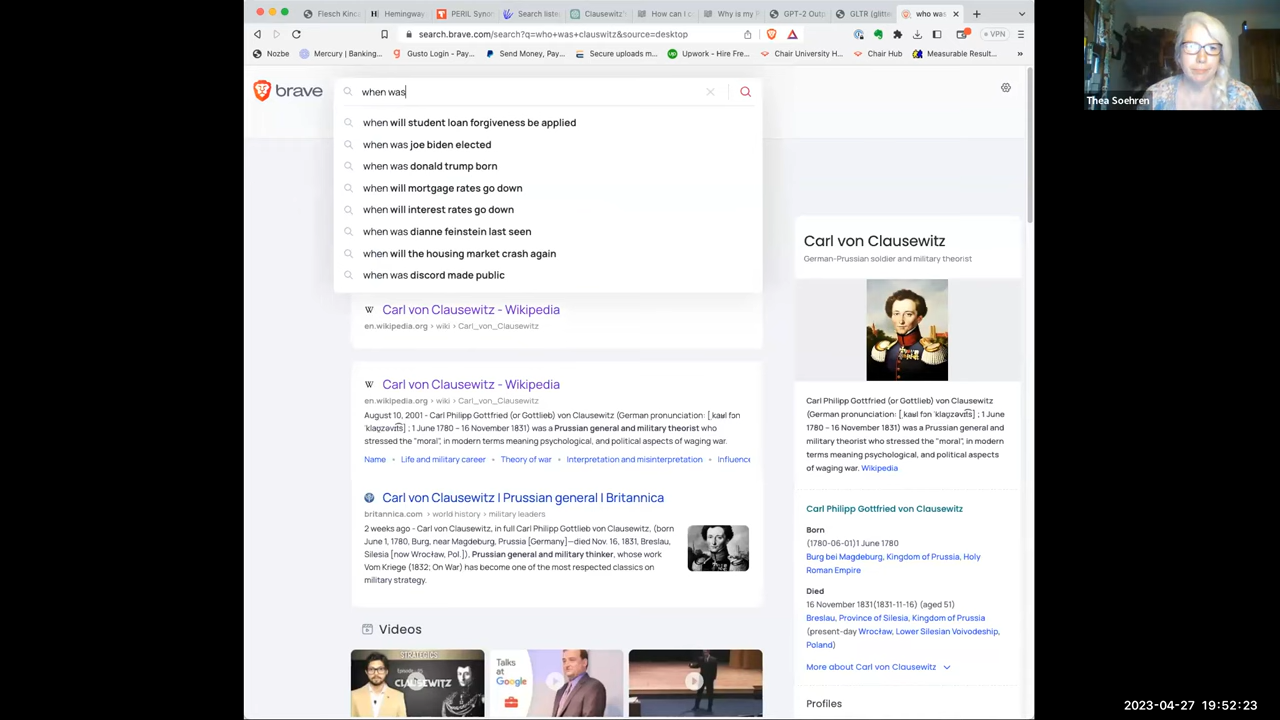 Flesch Kinc
Hemingway
PERIL Synon
Search listen
Clausewitz'
How can I c
Why is my R
GPT-2 Outp
GLTR (glitte
who was
search.brave.com/search?q=who+was+clauswitz&source=desktop
VPN
Nozbe
Mercury | Banking...
Gusto Login - Pay...
Send Money, Pay...
Secure uploads m...
Upwork - Hire Fre...
Chair University H...
Chair Hub
Measurable Result...
»
brave
when was
when will student loan forgiveness be applied
when was joe biden elected
when was donald trump born
when will mortgage rates go down
when will interest rates go down
when was dianne feinstein last seen
when will the housing market crash again
when was discord made public
W Carl von Clausewitz - Wikipedia
en.wikipedia.org › wiki › Carl_von_Clausewitz
W Carl von Clausewitz - Wikipedia
en.wikipedia.org › wiki › Carl_von_Clausewitz
August 10, 2001 - Carl Philipp Gottfried (or Gottlieb) von Clausewitz (German pronunciation: [ˌkaʁl fɔn
ˈklaʊzəvɪts] ; 1 June 1780 – 16 November 1831) was a Prussian general and military theorist who
stressed the "moral", in modern terms meaning psychological, and political aspects of waging war.
Name • Life and military career • Theory of war • Interpretation and misinterpretation • Influence
Carl von Clausewitz | Prussian general | Britannica
britannica.com › world history › military leaders
2 weeks ago - Carl von Clausewitz, in full Carl Philipp Gottlieb von Clausewitz, (born
June 1, 1780, Burg, near Magdeburg, Prussia [Germany]—died Nov. 16, 1831, Breslau,
Silesia [now Wrocław, Pol.]), Prussian general and military thinker, whose work
Vom Kriege (1832; On War) has become one of the most respected classics on
military strategy.
Videos
STRATEGICS
CLAUSEWITZ
Talks
at
Google
Carl von Clausewitz
German-Prussian soldier and military theorist
Carl Philipp Gottfried (or Gottlieb) von Clausewitz
(German pronunciation: [ˌkaʁl fɔn ˈklaʊzəvɪts] ; 1 June
1780 – 16 November 1831) was a Prussian general and
military theorist who stressed the "moral", in modern
terms meaning psychological, and political aspects
of waging war. Wikipedia
Carl Philipp Gottfried von Clausewitz
Born
(1780-06-01)1 June 1780
Burg bei Magdeburg, Kingdom of Prussia, Holy
Roman Empire
Died
16 November 1831(1831-11-16) (aged 51)
Breslau, Province of Silesia, Kingdom of Prussia
(present-day Wrocław, Lower Silesian Voivodeship,
Poland)
More about Carl von Clausewitz
Profiles
Thea Soehren
2023-04-27 19:52:23